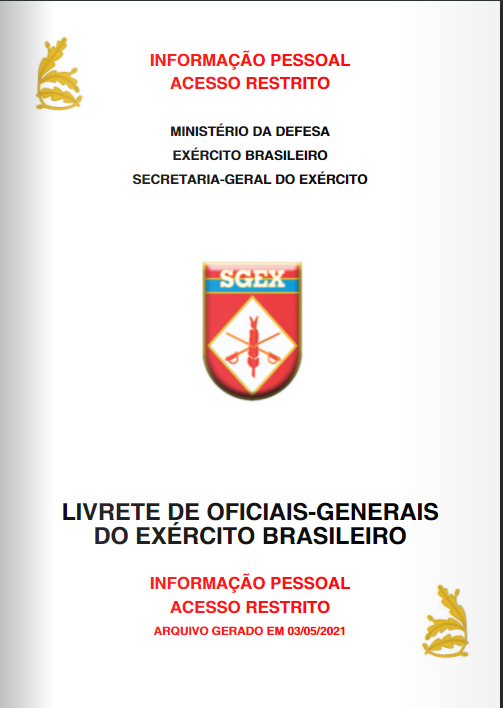 INFORMAÇÃO PESSOAL
ACESSO RESTRITO
MINISTÉRIO DA DEFESA
EXÉRCITO BRASILEIRO
SECRETARIA-GERAL DO EXÉRCITO
SGEX
LIVRETE DE OFICIAIS-GENERAIS
DO EXÉRCITO BRASILEIRO
INFORMAÇÃO PESSOAL
ACESSO RESTRITO
ARQUIVO GERADO EM 03/05/2021